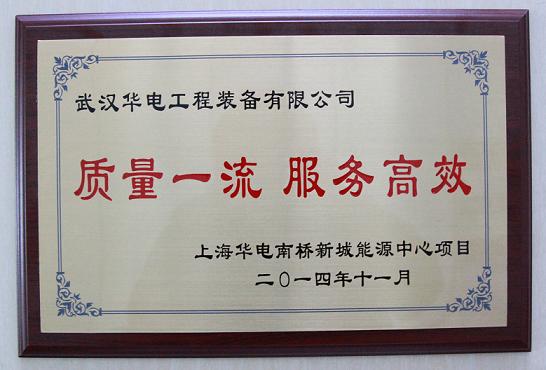 武汉华电工程装备有限公司
质量一流 服务高效
上海华电南桥新城能源中心项目
二〇一四年十一月